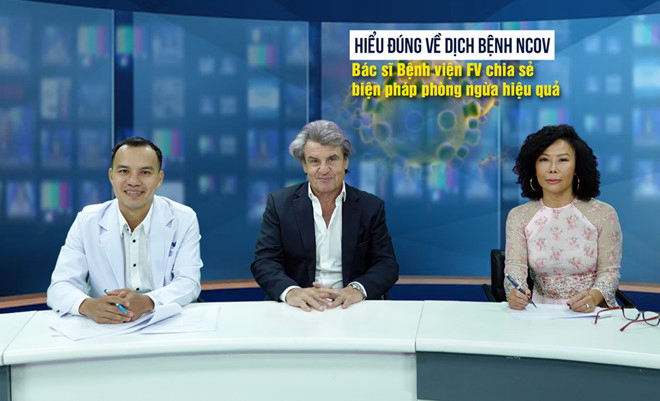 HIỂU ĐÚNG VỀ DỊCH BỆNH NCOV
Bác sĩ Bệnh viện FV chia sẻ
biện pháp phòng ngừa hiệu quả